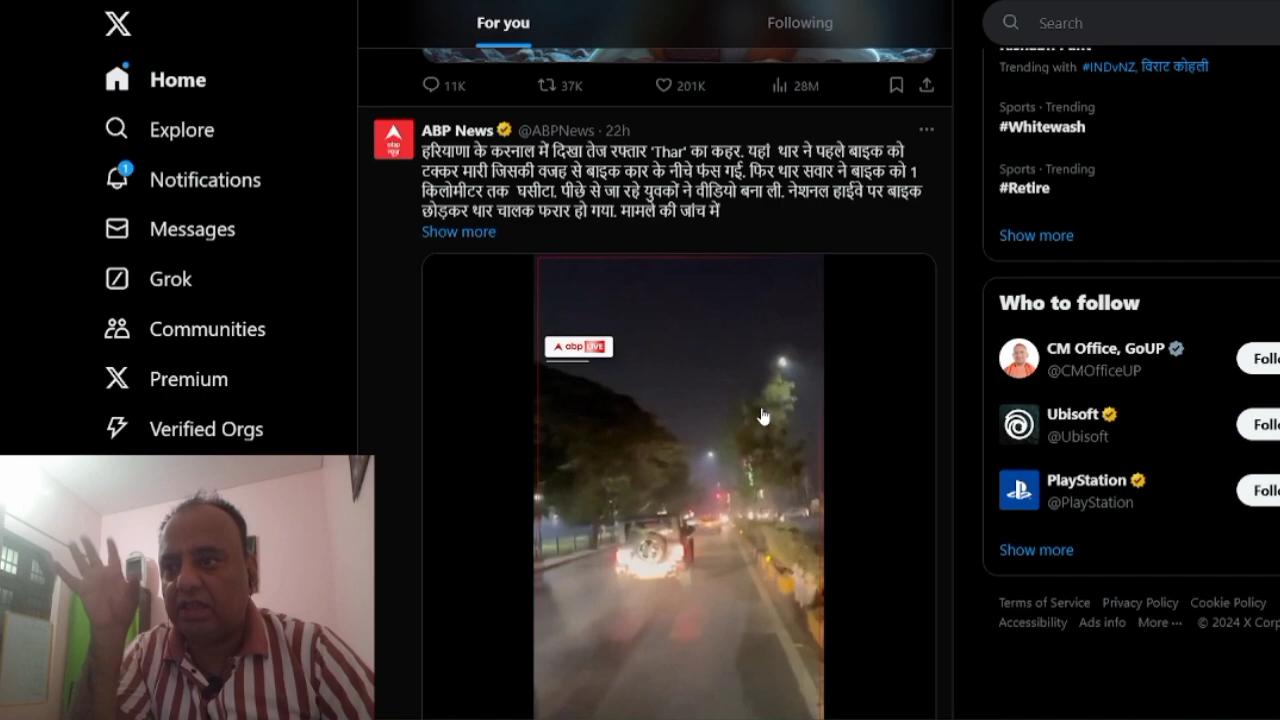 Home
Explore
1
Notifications
Messages
Grok
Communities
Premium
Verified Orgs
For you
Following
11K
37K
201K
28M
ABP News @ABPNews · 22h
हरियाणा के करनाल में दिखा तेज रफ्तार 'Thar' का कहर. यहां थार ने पहले बाइक को
टक्कर मारी जिसकी वजह से बाइक कार के नीचे फंस गई. फिर थार सवार ने बाइक को 1
किलोमीटर तक घसीटा. पीछे से जा रहे युवकों ने वीडियो बना ली. नेशनल हाईवे पर बाइक
छोड़कर थार चालक फरार हो गया. मामले की जांच में
Show more
abp LIVE
Search
Trending with #INDvNZ, विराट कोहली
Sports · Trending
#Whitewash
Sports · Trending
#Retire
Show more
Who to follow
CM Office, GoUP
@CMOfficeUP
Follo
Ubisoft
@Ubisoft
Follo
PlayStation
@PlayStation
Follo
Show more
Terms of Service Privacy Policy Cookie Policy
Accessibility Ads info More ··· © 2024 X Corp